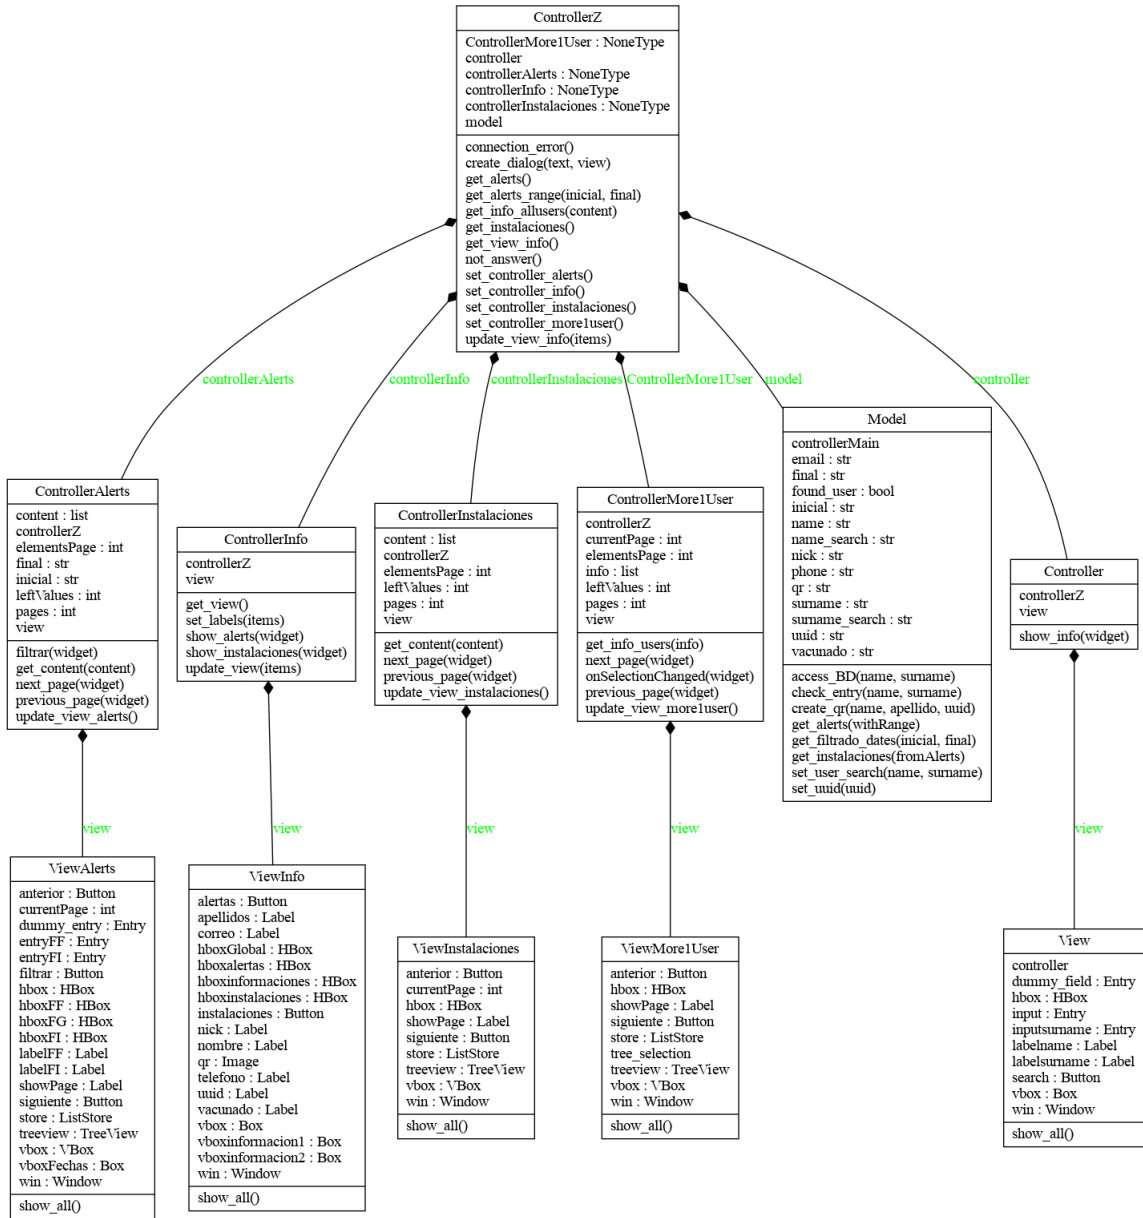 ControllerZ
ControllerMore1User : NoneType
controller
controllerAlerts : NoneType
controllerInfo : NoneType
controllerInstalaciones : NoneType
model
connection_error()
create_dialog(text, view)
get_alerts()
get_alerts_range(inicial, final)
get_info_allusers(content)
get_instalaciones()
get_view_info()
not_answer()
set_controller_alerts()
set_controller_info()
set_controller_instalaciones()
set_controller_more1user()
update_view_info(items)
controllerAlerts
controllerInfo
controllerInstalaciones
ControllerMore1User
model
controller
ControllerAlerts
content : list
controllerZ
elementsPage : int
final : str
inicial : str
leftValues : int
pages : int
view
filtrar(widget)
get_content(content)
next_page(widget)
previous_page(widget)
update_view_alerts()
ControllerInfo
controllerZ
view
get_view()
set_labels(items)
show_alerts(widget)
show_instalaciones(widget)
update_view(items)
ControllerInstalaciones
content : list
controllerZ
elementsPage : int
leftValues : int
pages : int
view
get_content(content)
next_page(widget)
previous_page(widget)
update_view_instalaciones()
ControllerMore1User
controllerZ
currentPage : int
elementsPage : int
info : list
leftValues : int
pages : int
view
get_info_users(info)
next_page(widget)
onSelectionChanged(widget)
previous_page(widget)
update_view_more1user()
Model
controllerMain
email : str
final : str
found_user : bool
inicial : str
name : str
name_search : str
nick : str
phone : str
qr : str
surname : str
surname_search : str
uuid : str
vacunado : str
access_BD(name, surname)
check_entry(name, surname)
create_qr(name, apellido, uuid)
get_alerts(withRange)
get_filtrado_dates(inicial, final)
get_instalaciones(fromAlerts)
set_user_search(name, surname)
set_uuid(uuid)
Controller
controllerZ
view
show_info(widget)
view
view
view
view
view
ViewAlerts
anterior : Button
currentPage : int
dummy_entry : Entry
entryFF : Entry
entryFI : Entry
filtrar : Button
hbox : HBox
hboxFF : HBox
hboxFG : HBox
hboxFI : HBox
labelFF : Label
labelFI : Label
showPage : Label
siguiente : Button
store : ListStore
treeview : TreeView
vbox : VBox
vboxFechas : Box
win : Window
show_all()
ViewInfo
alertas : Button
apellidos : Label
correo : Label
hboxGlobal : HBox
hboxalertas : HBox
hboxinformaciones : HBox
hboxinstalaciones : HBox
instalaciones : Button
nick : Label
nombre : Label
qr : Image
telefono : Label
uuid : Label
vacunado : Label
vbox : Box
vboxinformacion1 : Box
vboxinformacion2 : Box
win : Window
show_all()
ViewInstalaciones
anterior : Button
currentPage : int
hbox : HBox
showPage : Label
siguiente : Button
store : ListStore
treeview : TreeView
vbox : VBox
win : Window
show_all()
ViewMore1User
anterior : Button
hbox : HBox
showPage : Label
siguiente : Button
store : ListStore
tree_selection
treeview : TreeView
vbox : VBox
win : Window
show_all()
View
controller
dummy_field : Entry
hbox : HBox
input : Entry
inputsurname : Entry
labelname : Label
labelsurname : Label
search : Button
vbox : Box
win : Window
show_all()